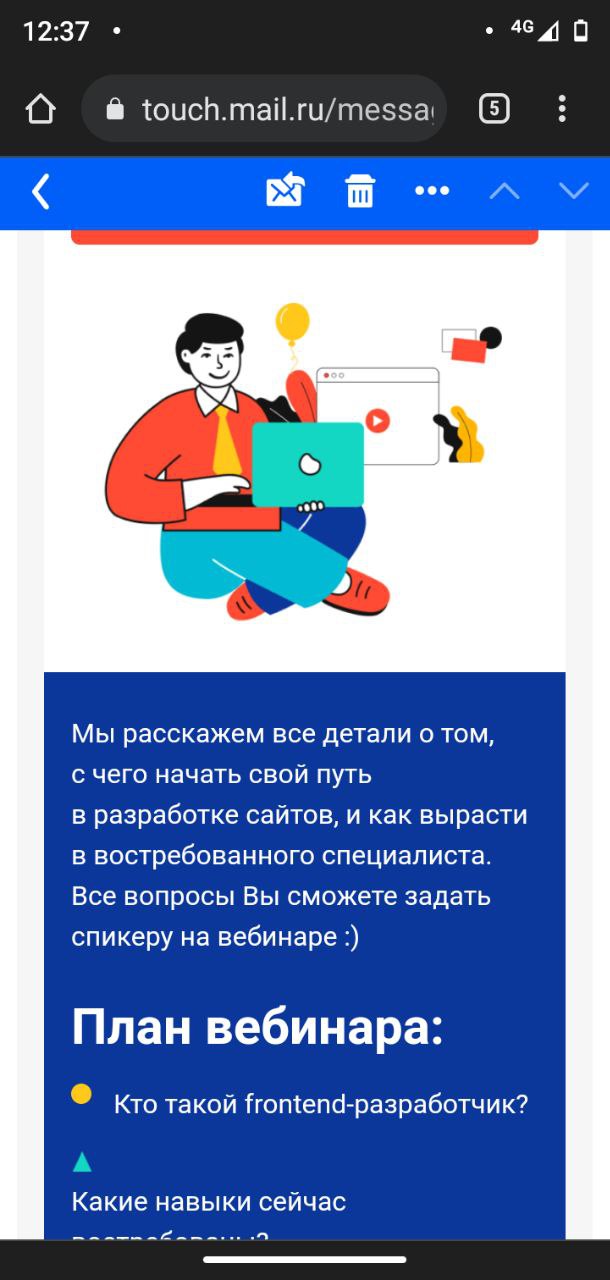 12:37
4G
touch.mail.ru/messa
5
Мы расскажем все детали о том,
с чего начать свой путь
в разработке сайтов, и как вырасти
в востребованного специалиста.
Все вопросы Вы сможете задать
спикеру на вебинаре :)
План вебинара:
Кто такой frontend-разработчик?
Какие навыки сейчас
востребованы?